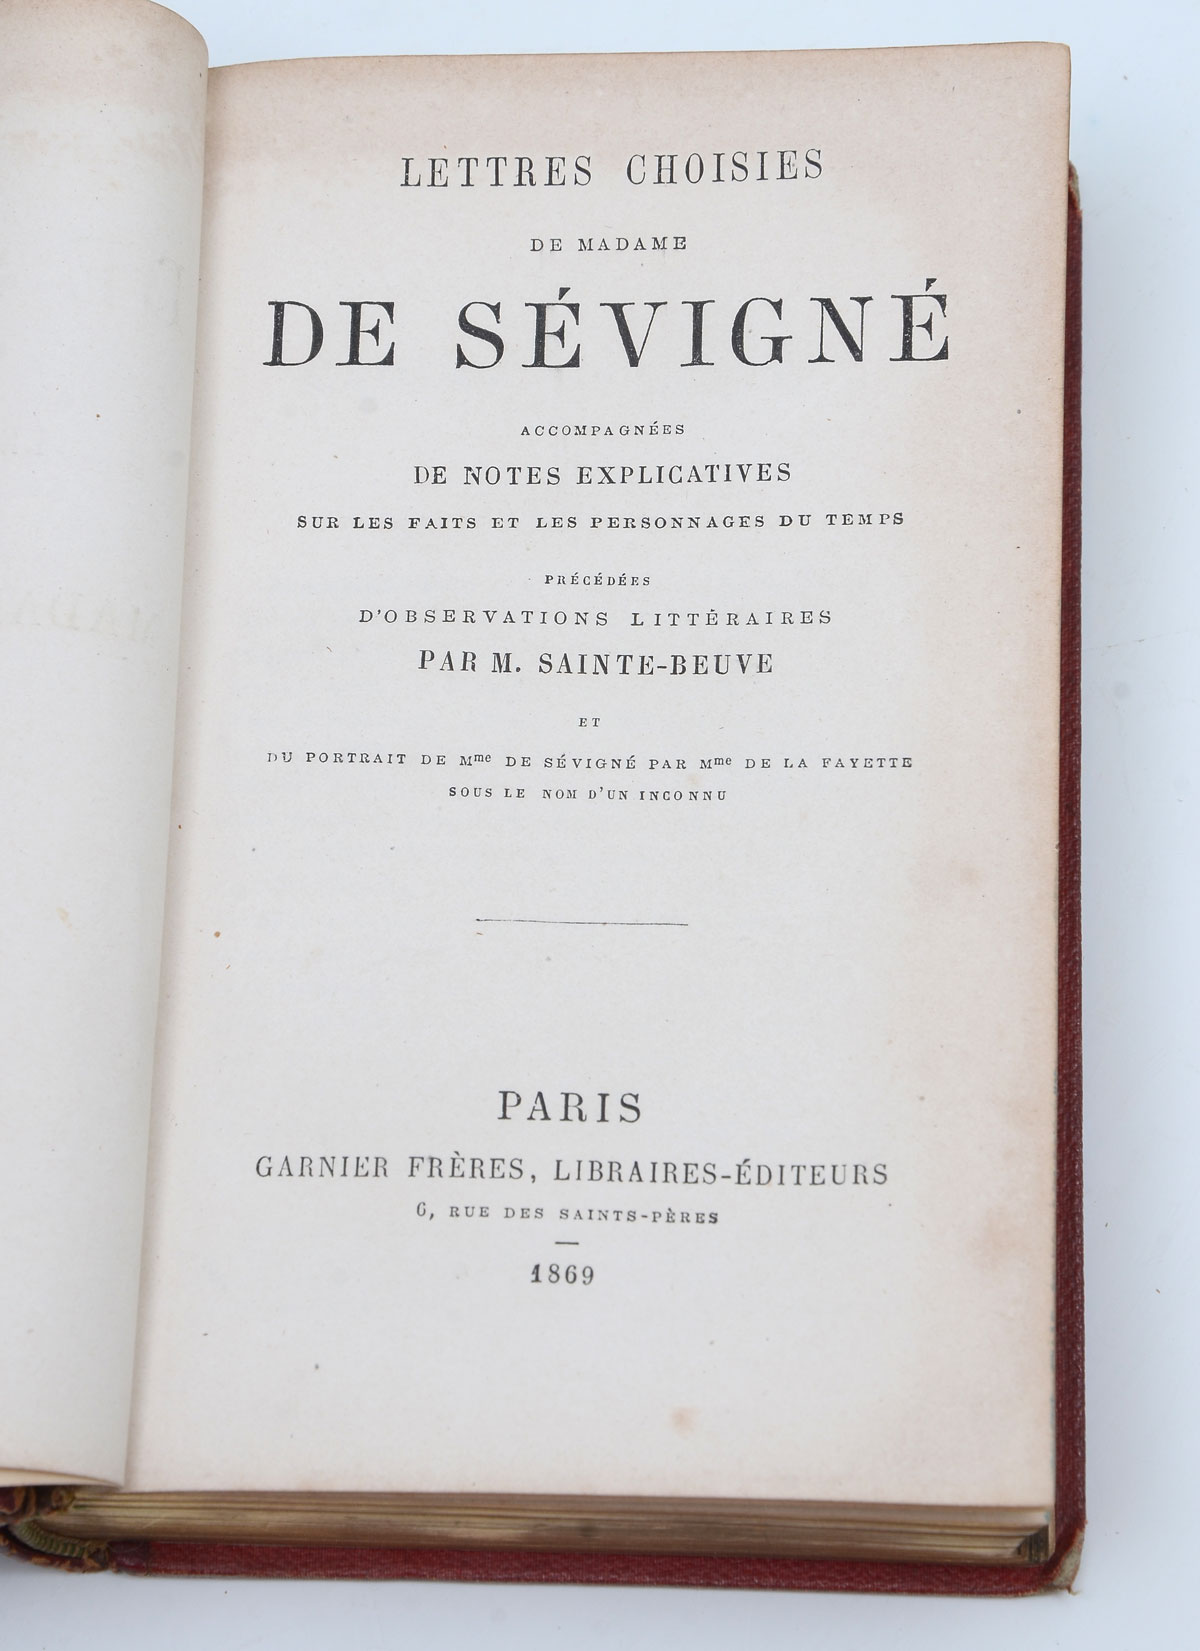 LETTRES CHOISIES
DE MADAME
DE SÉVIGNÉ
ACCOMPAGNÉES
DE NOTES EXPLICATIVES
SUR LES FAITS ET LES PERSONNAGES DU TEMPS
PRÉCÉDÉES
D'OBSERVATIONS LITTÉRAIRES
PAR M. SAINTE-BEUVE
ET
DU PORTRAIT DE Mme DE SÉVIGNÉ PAR Mme DE LA FAYETTE
SOUS LE NOM D'UN INCONNU
PARIS
GARNIER FRÈRES, LIBRAIRES-ÉDITEURS
6, RUE DES SAINTS-PÈRES
1869